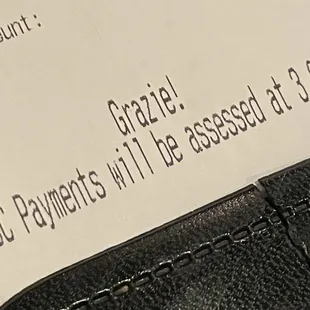 ount:
Grazie!
C Payments will be assessed at 3.